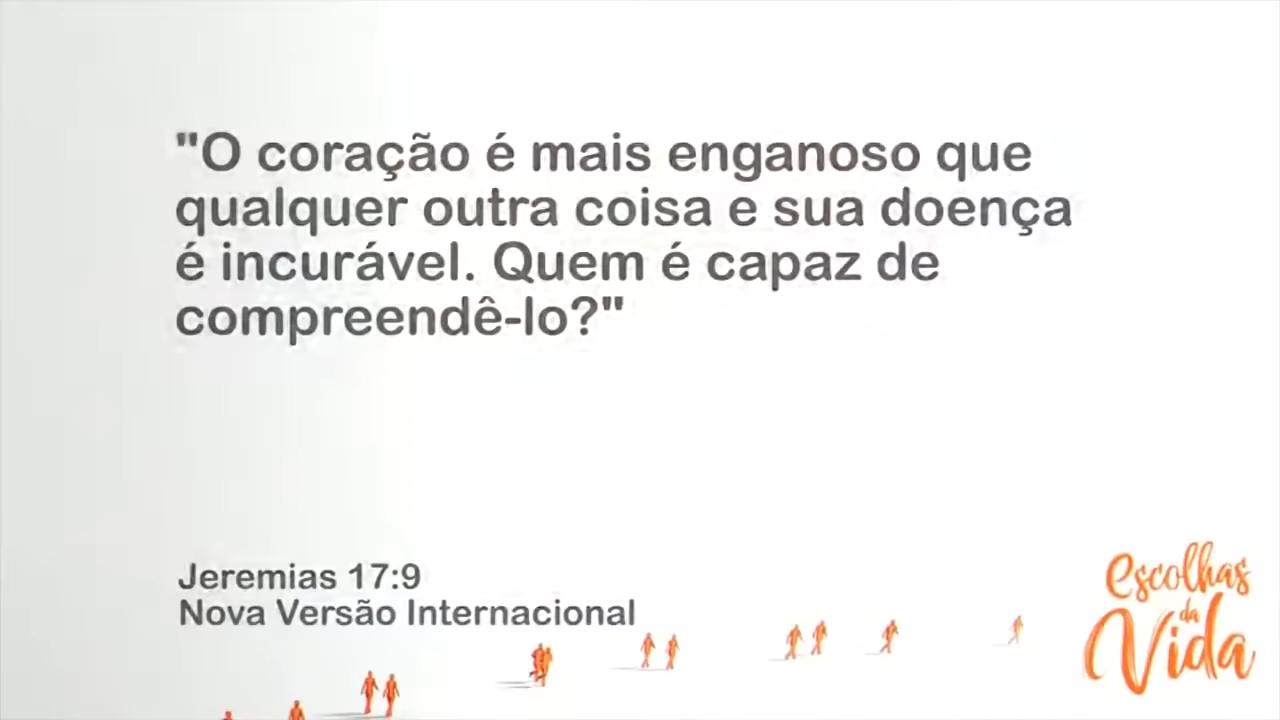 "O coração é mais enganoso que
qualquer outra coisa e sua doença
é incurável. Quem é capaz de
compreendê-lo?"
Jeremias 17:9
Nova Versão Internacional
Escolhas
da
Vida